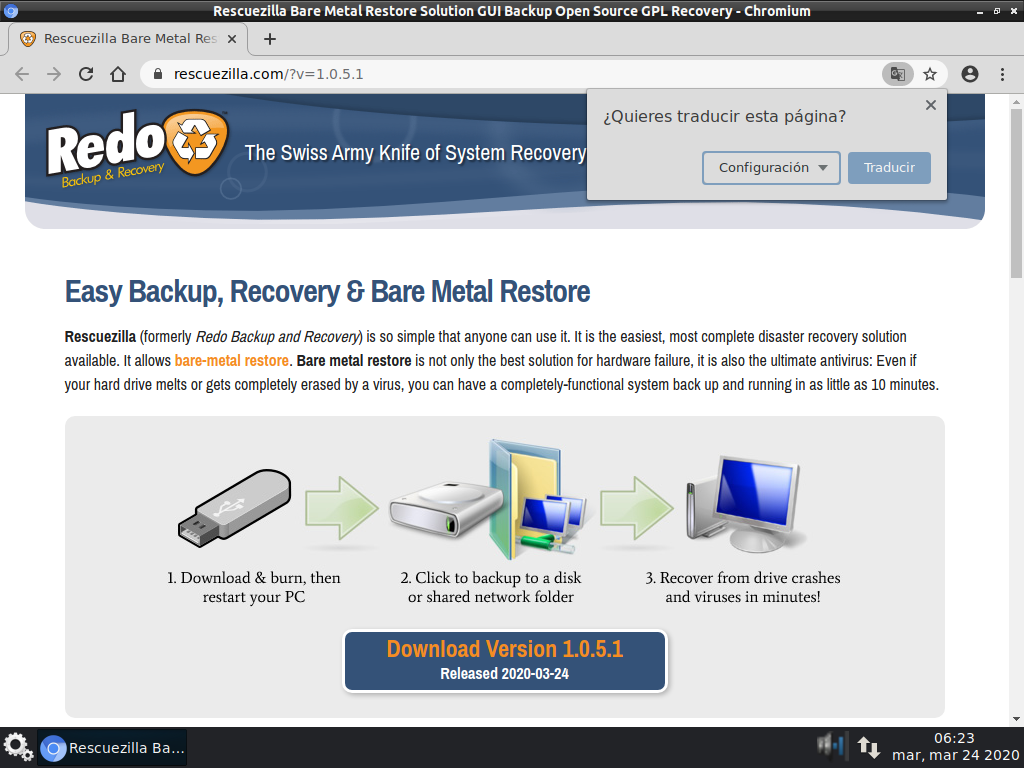 Rescuezilla Bare Metal Restore Solution GUI Backup Open Source GPL Recovery - Chromium
Rescuezilla Bare Metal Res
rescuezilla.com/?v=1.0.5.1
¿Quieres traducir esta página?
Configuración
Traducir
Redo
Backup & Recovery
The Swiss Army Knife of System Recovery
Easy Backup, Recovery & Bare Metal Restore
Rescuezilla (formerly Redo Backup and Recovery) is so simple that anyone can use it. It is the easiest, most complete disaster recovery solution
available. It allows bare-metal restore. Bare metal restore is not only the best solution for hardware failure, it is also the ultimate antivirus: Even if
your hard drive melts or gets completely erased by a virus, you can have a completely-functional system back up and running in as little as 10 minutes.
1. Download & burn, then
restart your PC
2. Click to backup to a disk
or shared network folder
3. Recover from drive crashes
and viruses in minutes!
Download Version 1.0.5.1
Released 2020-03-24
Rescuezilla Ba...
06:23
mar, mar 24 2020